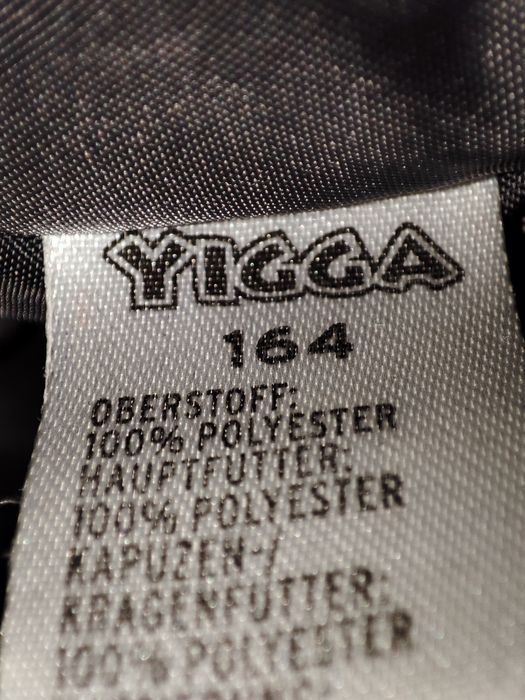 YIGGA
164
OBERSTOFF:
100% POLYESTER
HAUPTFUTTER:
100% POLYESTER
KAPUZEN-/
KRAGENFUTTER:
100% POLYESTER